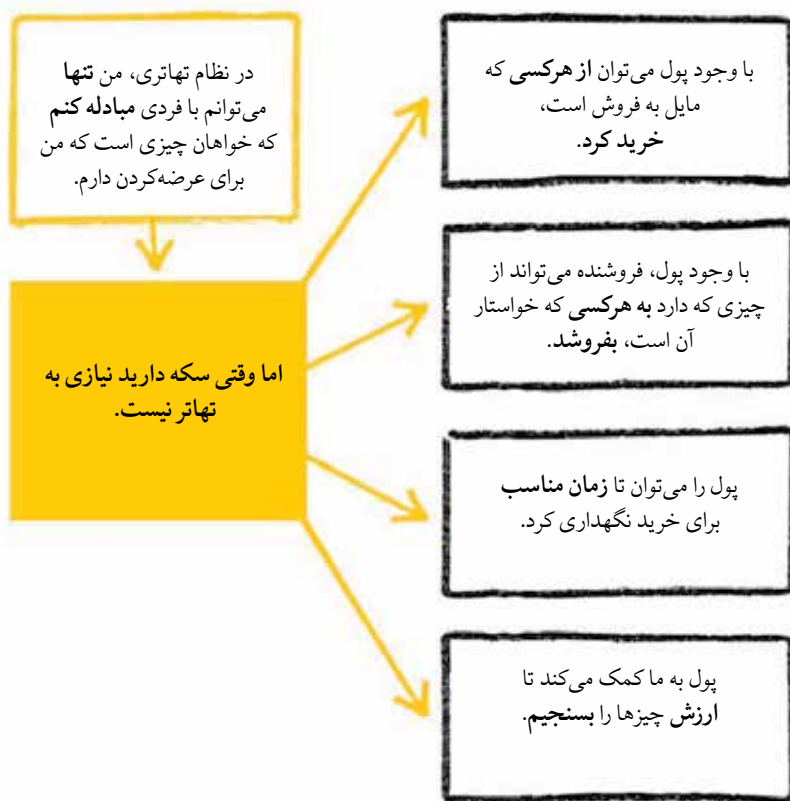 در نظام تهاتری، من تنها
می‌توانم با فردی مبادله کنم
که خواهان چیزی است که من
برای عرضه‌کردن دارم.
اما وقتی سکه دارید نیازی به
تهاتر نیست.
با وجود پول می‌توان از هرکسی که
مایل به فروش است،
خرید کرد.
با وجود پول، فروشنده می‌تواند از
چیزی که دارد به هرکسی که خواستار
آن است، بفروشد.
پول را می‌توان تا زمان مناسب
برای خرید نگهداری کرد.
پول به ما کمک می‌کند تا
ارزش چیزها را بسنجیم.